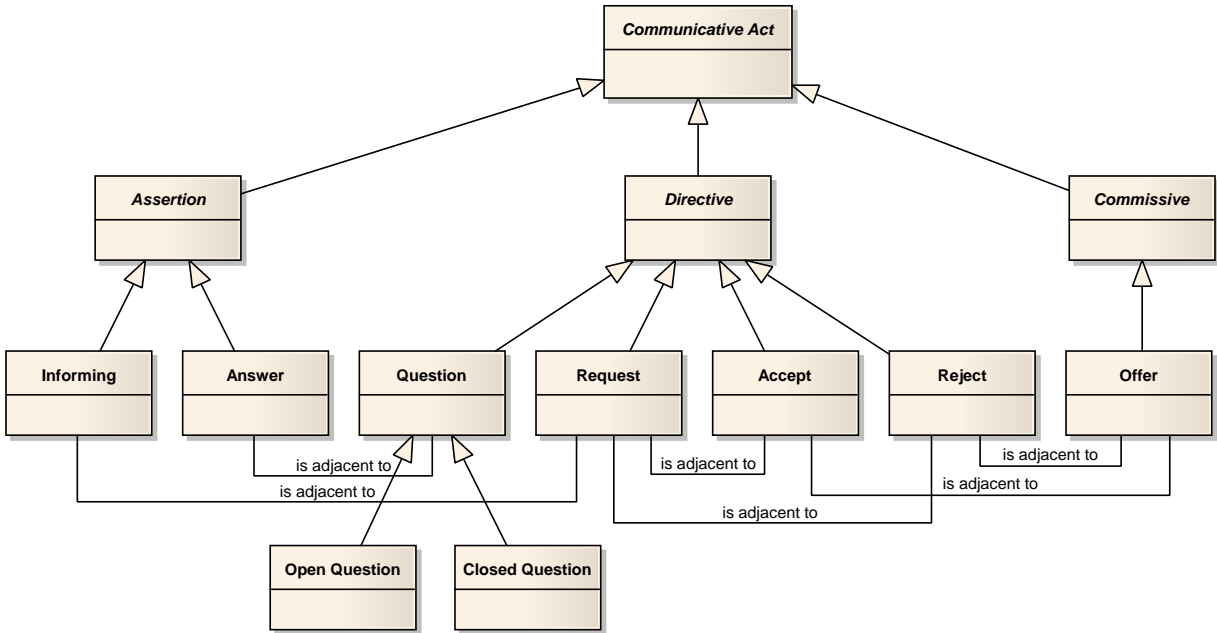 Communicative Act
Assertion
Directive
Commissive
Informing
Answer
Question
Request
Accept
Reject
Offer
is adjacent to
is adjacent to
is adjacent to
is adjacent to
is adjacent to
is adjacent to
Open Question
Closed Question